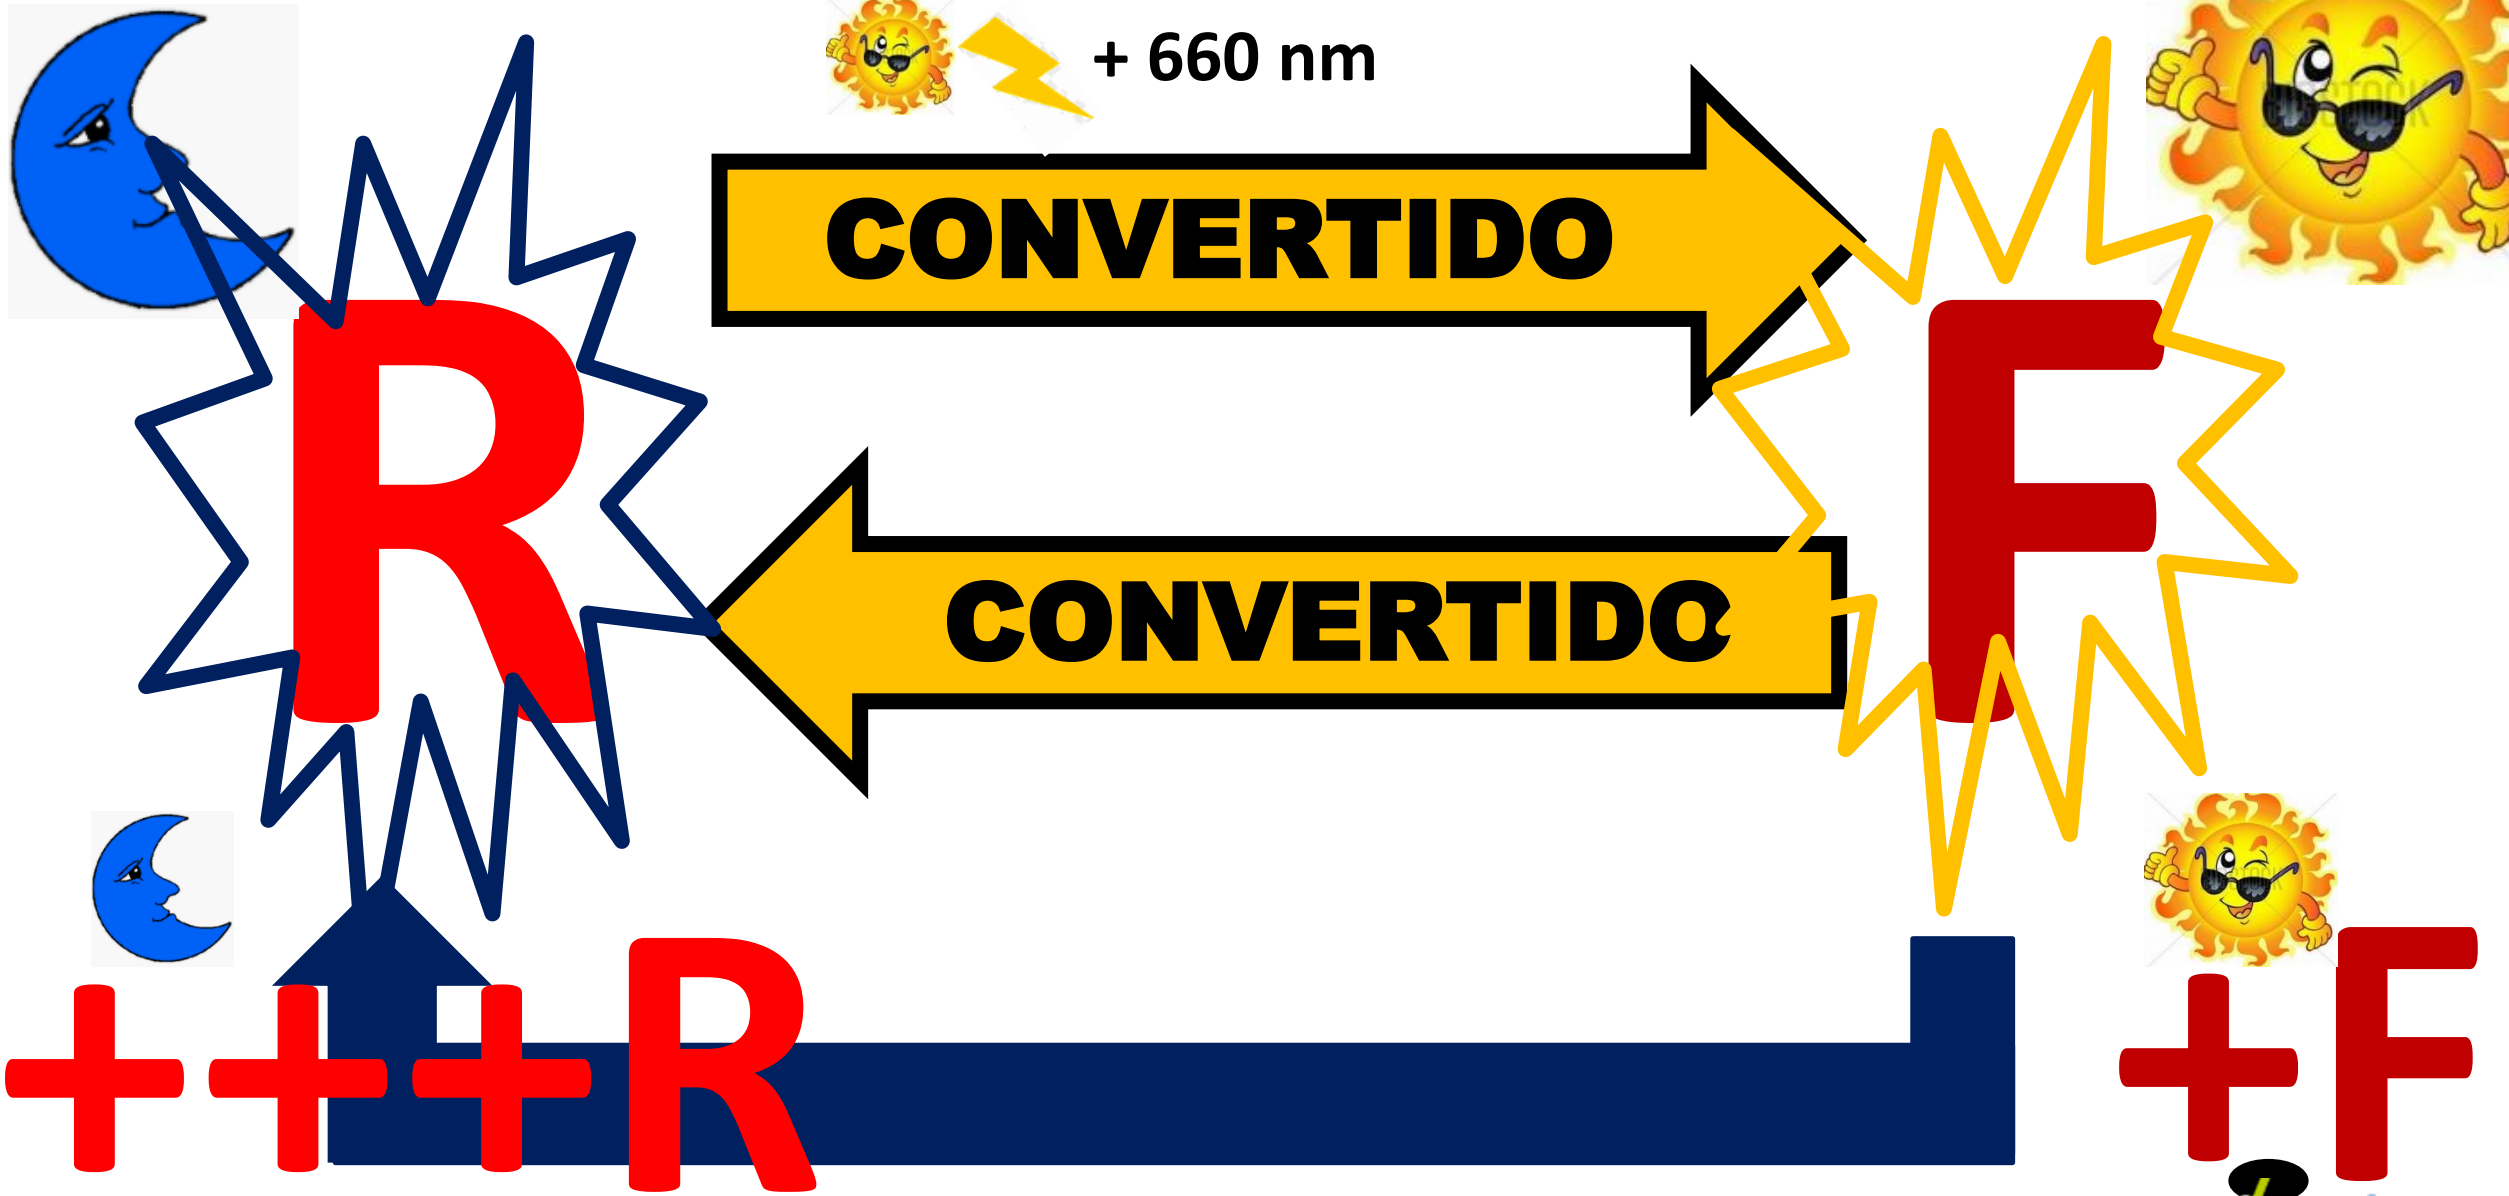 + 660 nm
CONVERTIDO
R
F
CONVERTIDO
+++R
+F